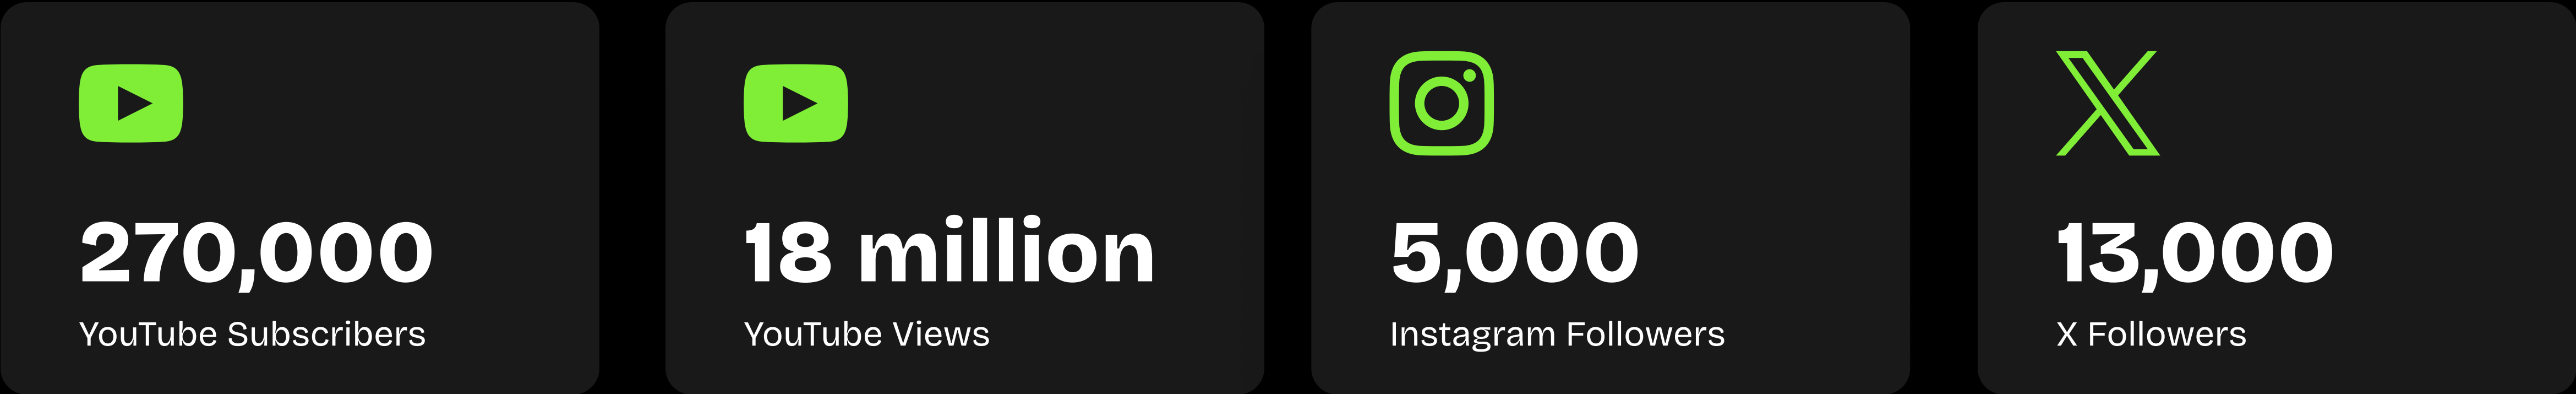 270,000
YouTube Subscribers
18 million
YouTube Views
5,000
Instagram Followers
13,000
X Followers